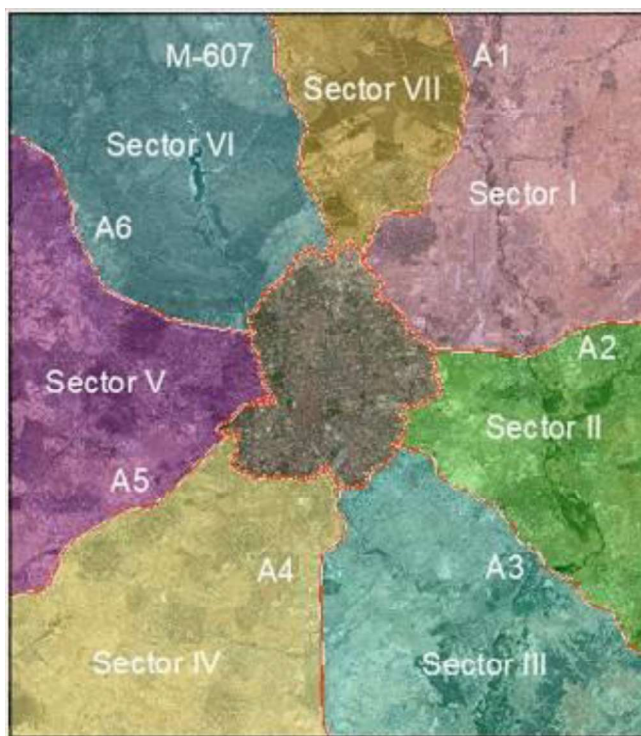 M-607
A1
Sector VII
Sector VI
Sector I
A6
A2
Sector V
Sector II
A5
A4
A3
Sector IV
Sector III